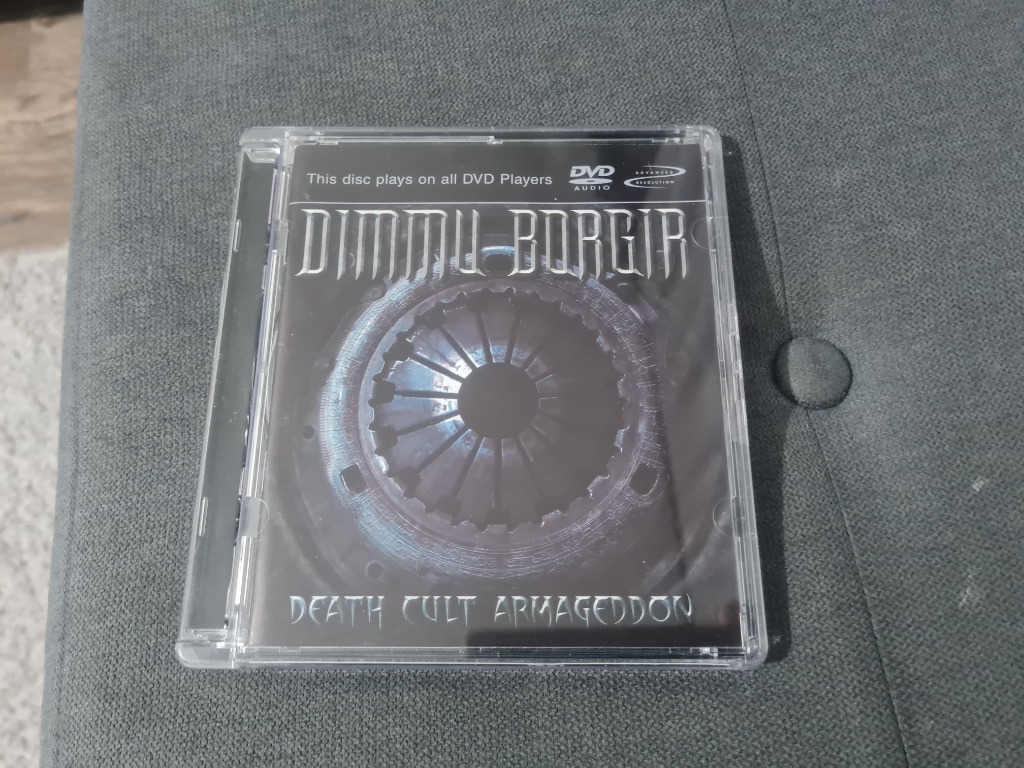 This disc plays on all DVD Players
DVD
AUDIO
ADVANCED
RESOLUTION
DIMMU BORGIR
DEATH CULT ARMAGEDDON